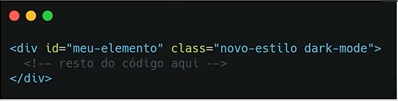 <div id="meu-elemento" class="novo-estilo dark-mode">
<!-- resto do código aqui -->
</div>